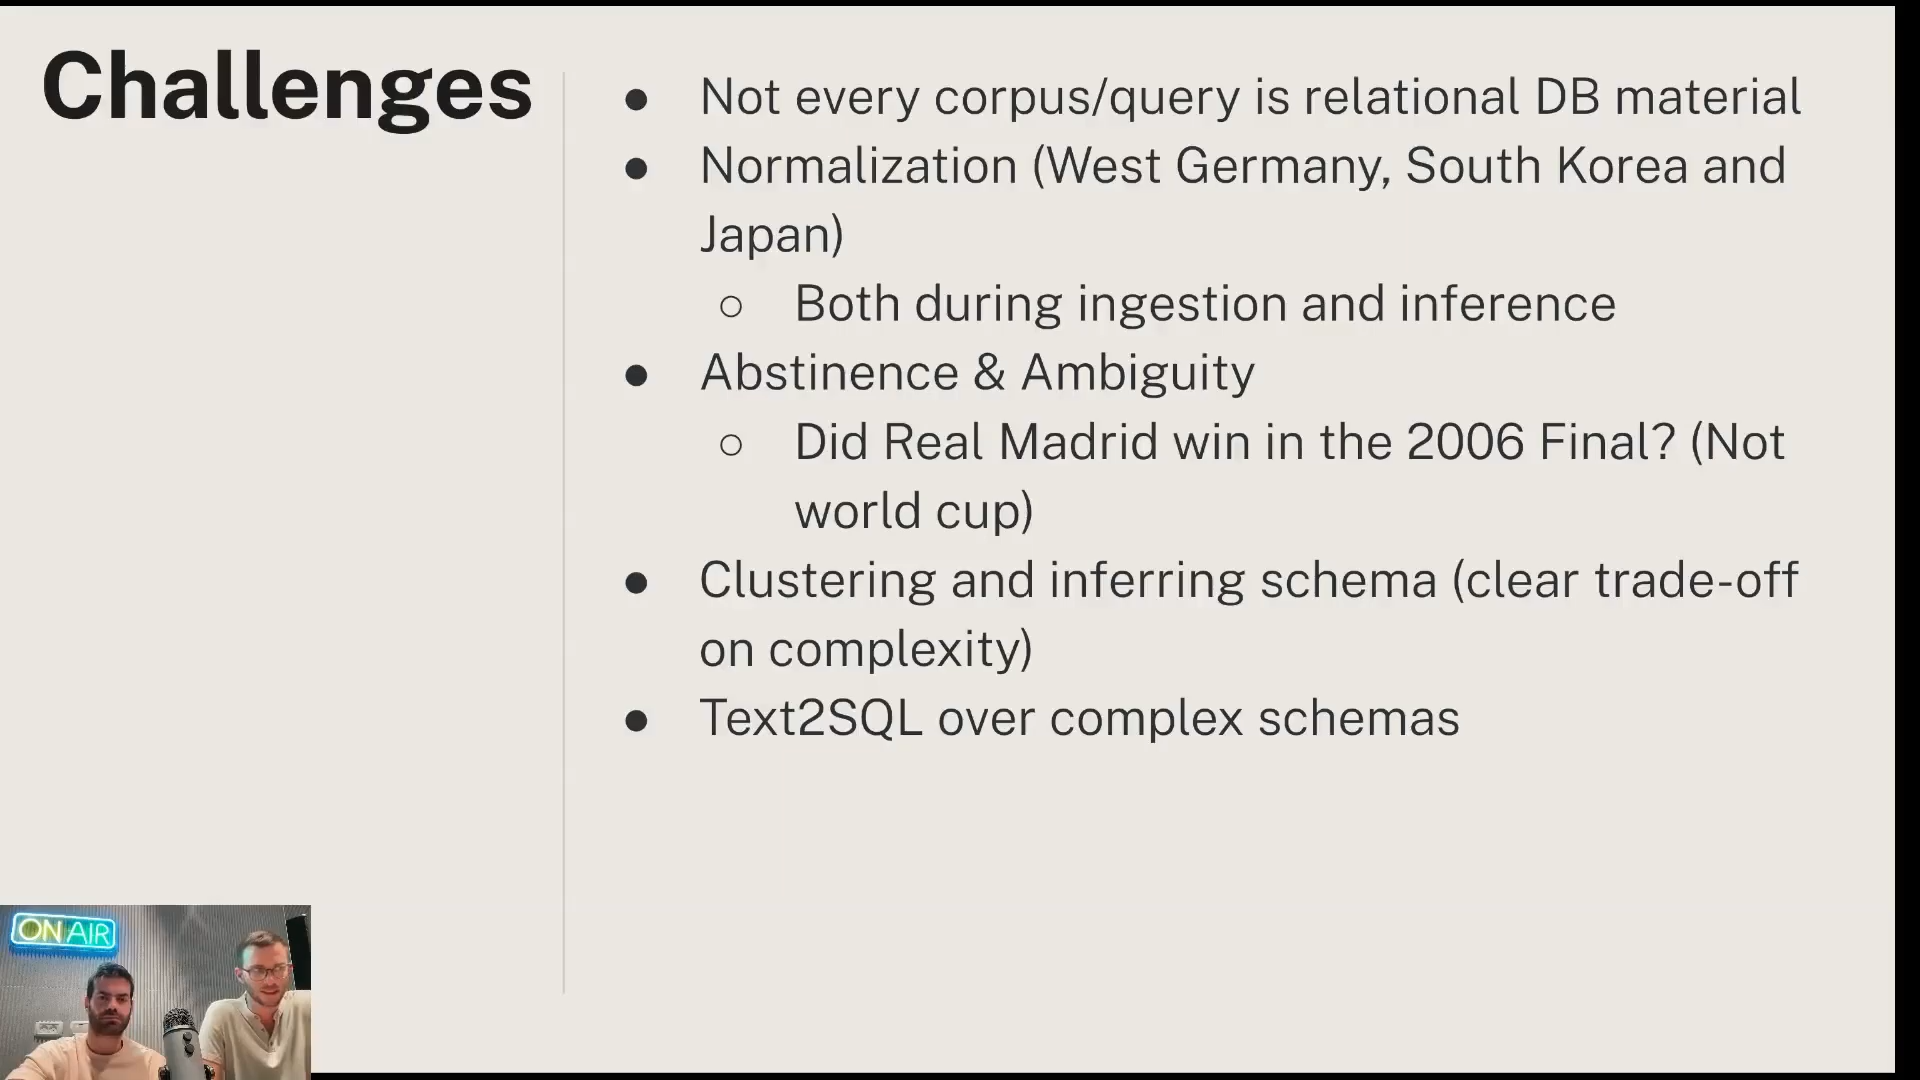 Challenges
● Not every corpus/query is relational DB material
● Normalization (West Germany, South Korea and
Japan)
○ Both during ingestion and inference
● Abstinence & Ambiguity
○ Did Real Madrid win in the 2006 Final? (Not
world cup)
● Clustering and inferring schema (clear trade-off
on complexity)
● Text2SQL over complex schemas
ON AIR